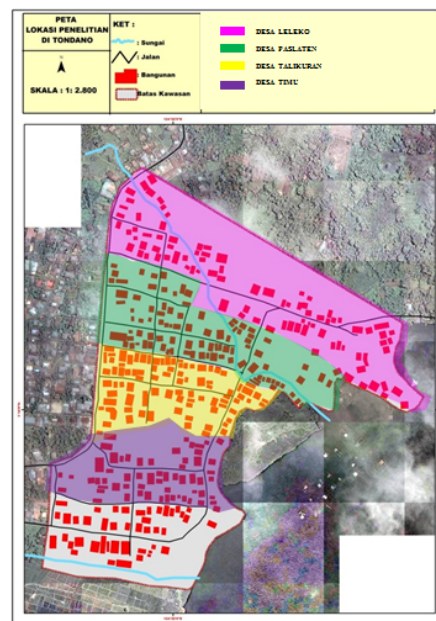 PETA
LOKASI PENELITIAN
DI TONDANO
SKALA : 1: 2.800
KET :
: Sungai
: Jalan
: Bangunan
Batas Kawasan
DESA LELEKO
DESA PASLATEN
DESA TALIKURAN
DESA TIMU